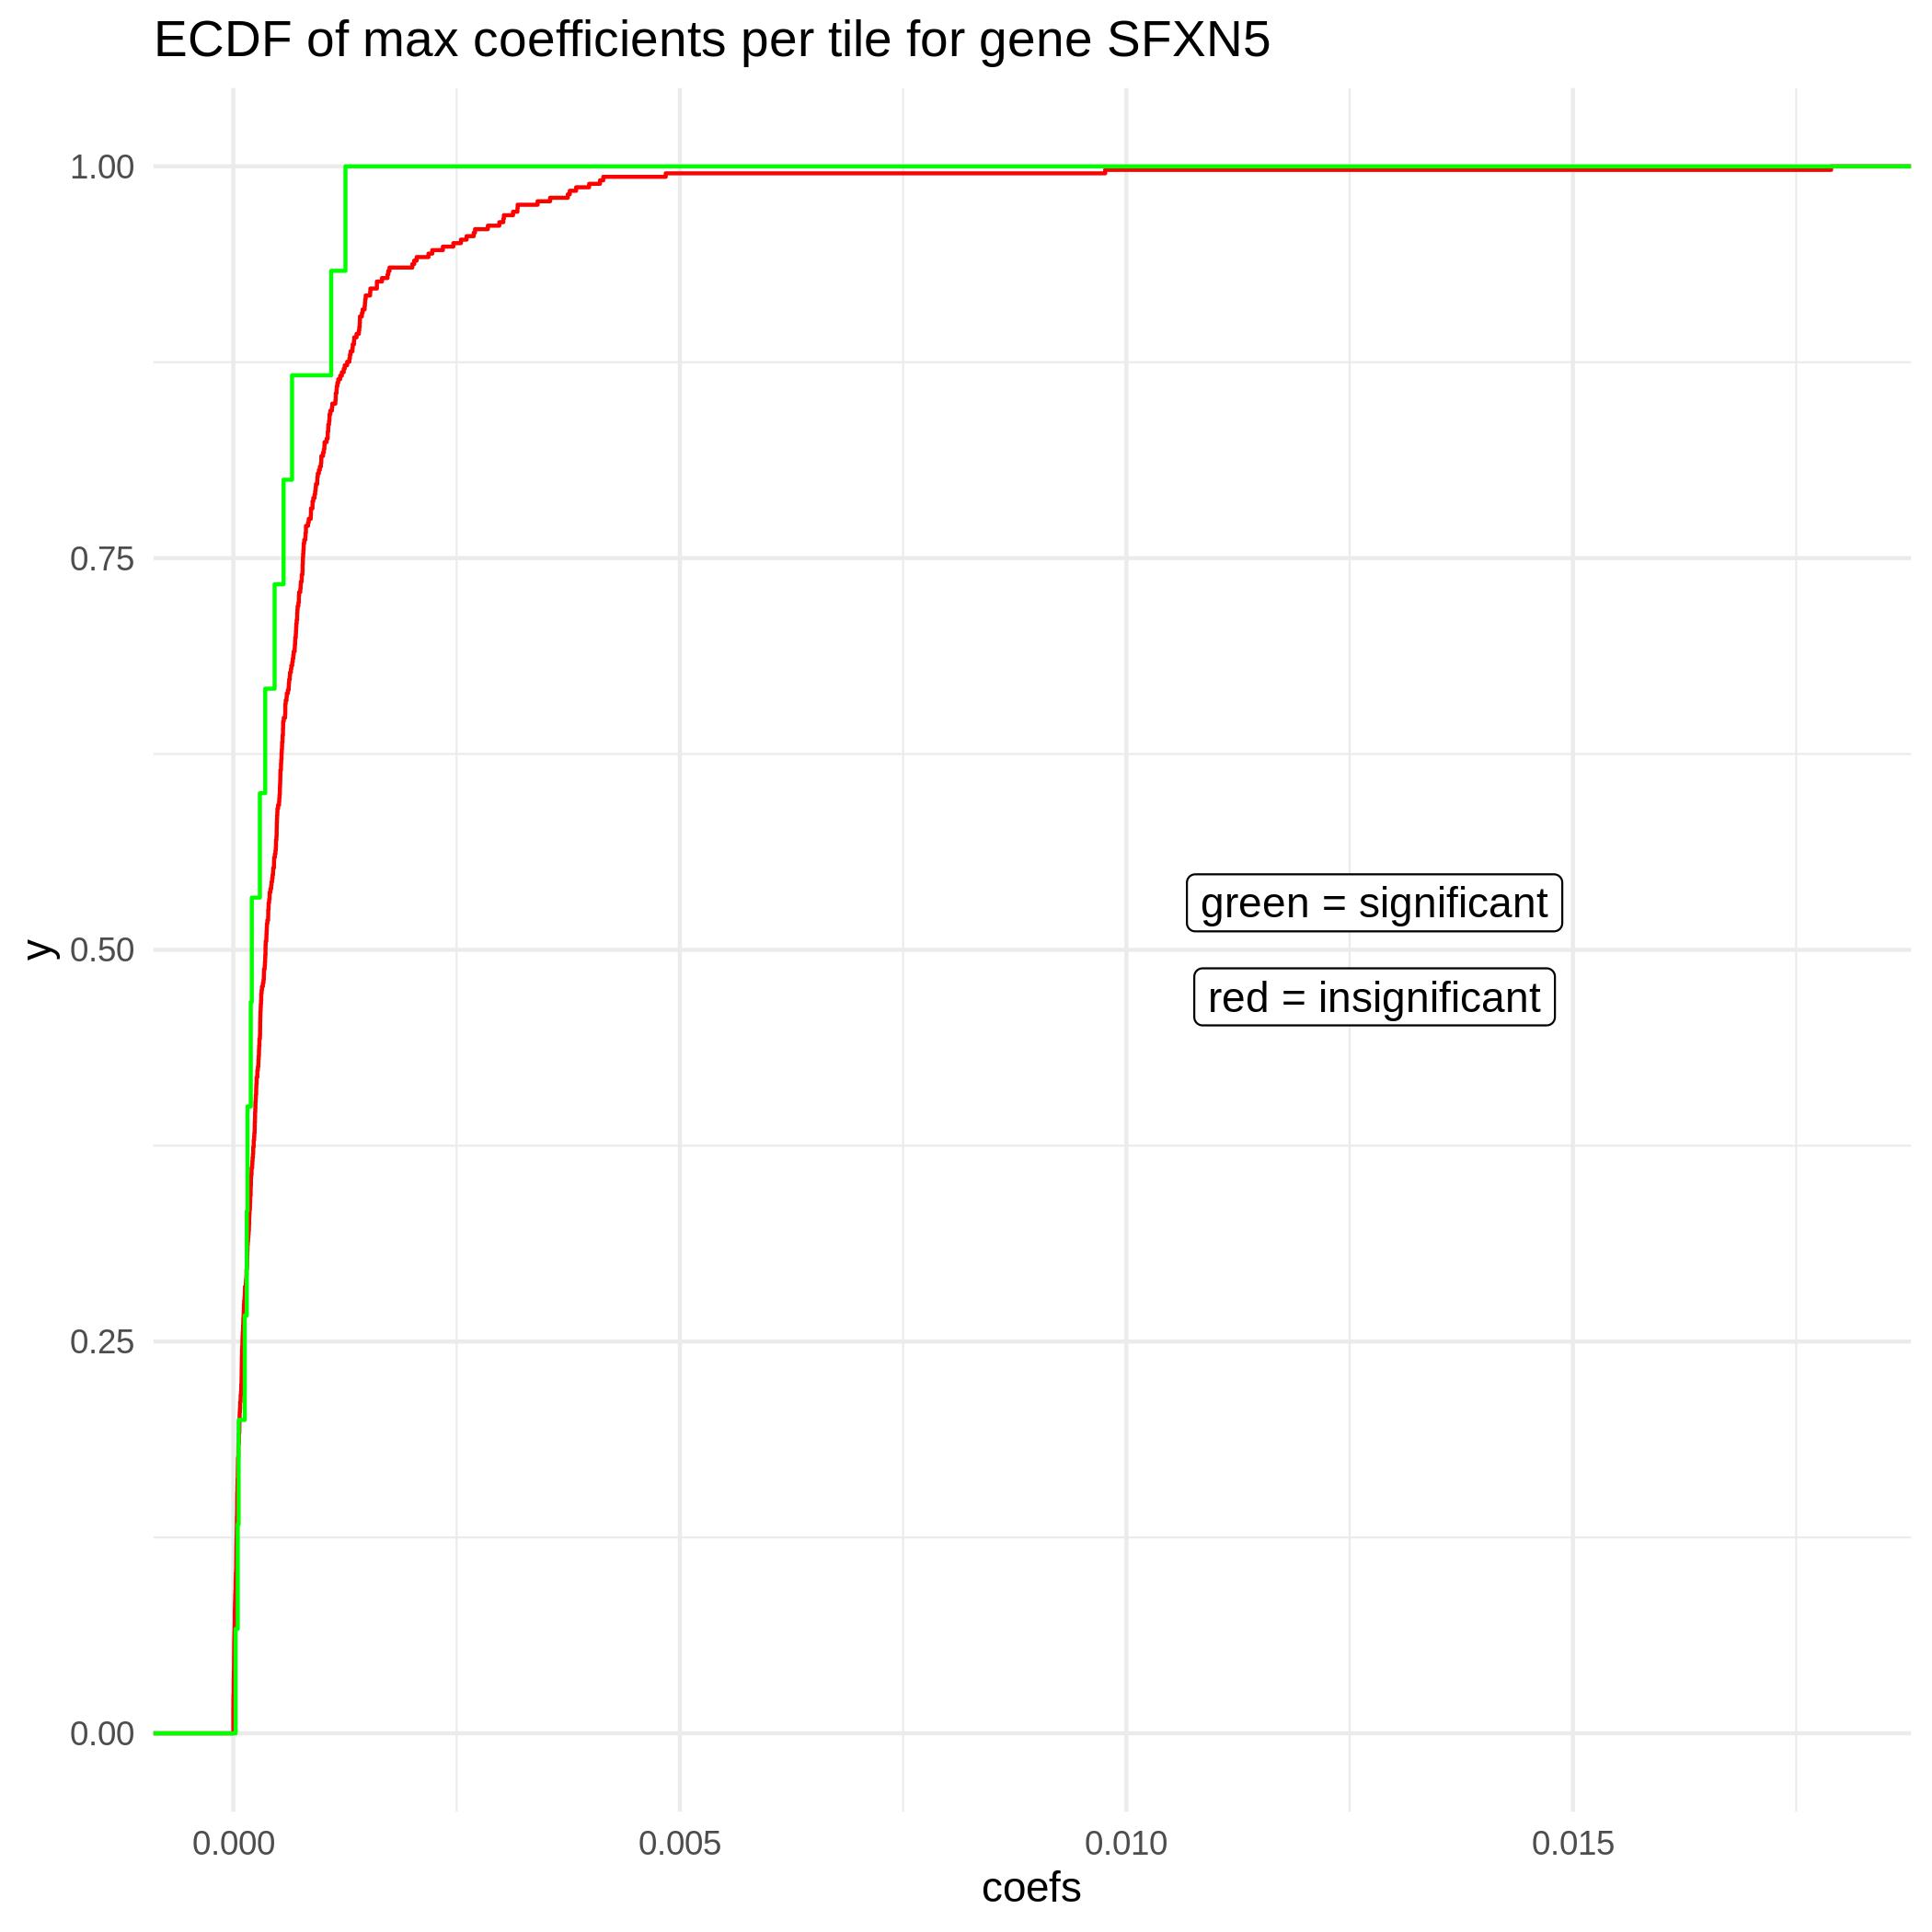 ECDF of max coefficients per tile for gene SFXN5
1.00
0.75
0.50
0.25
0.00
y
green = significant
red = insignificant
0.000 0.005 0.010 0.015
coefs